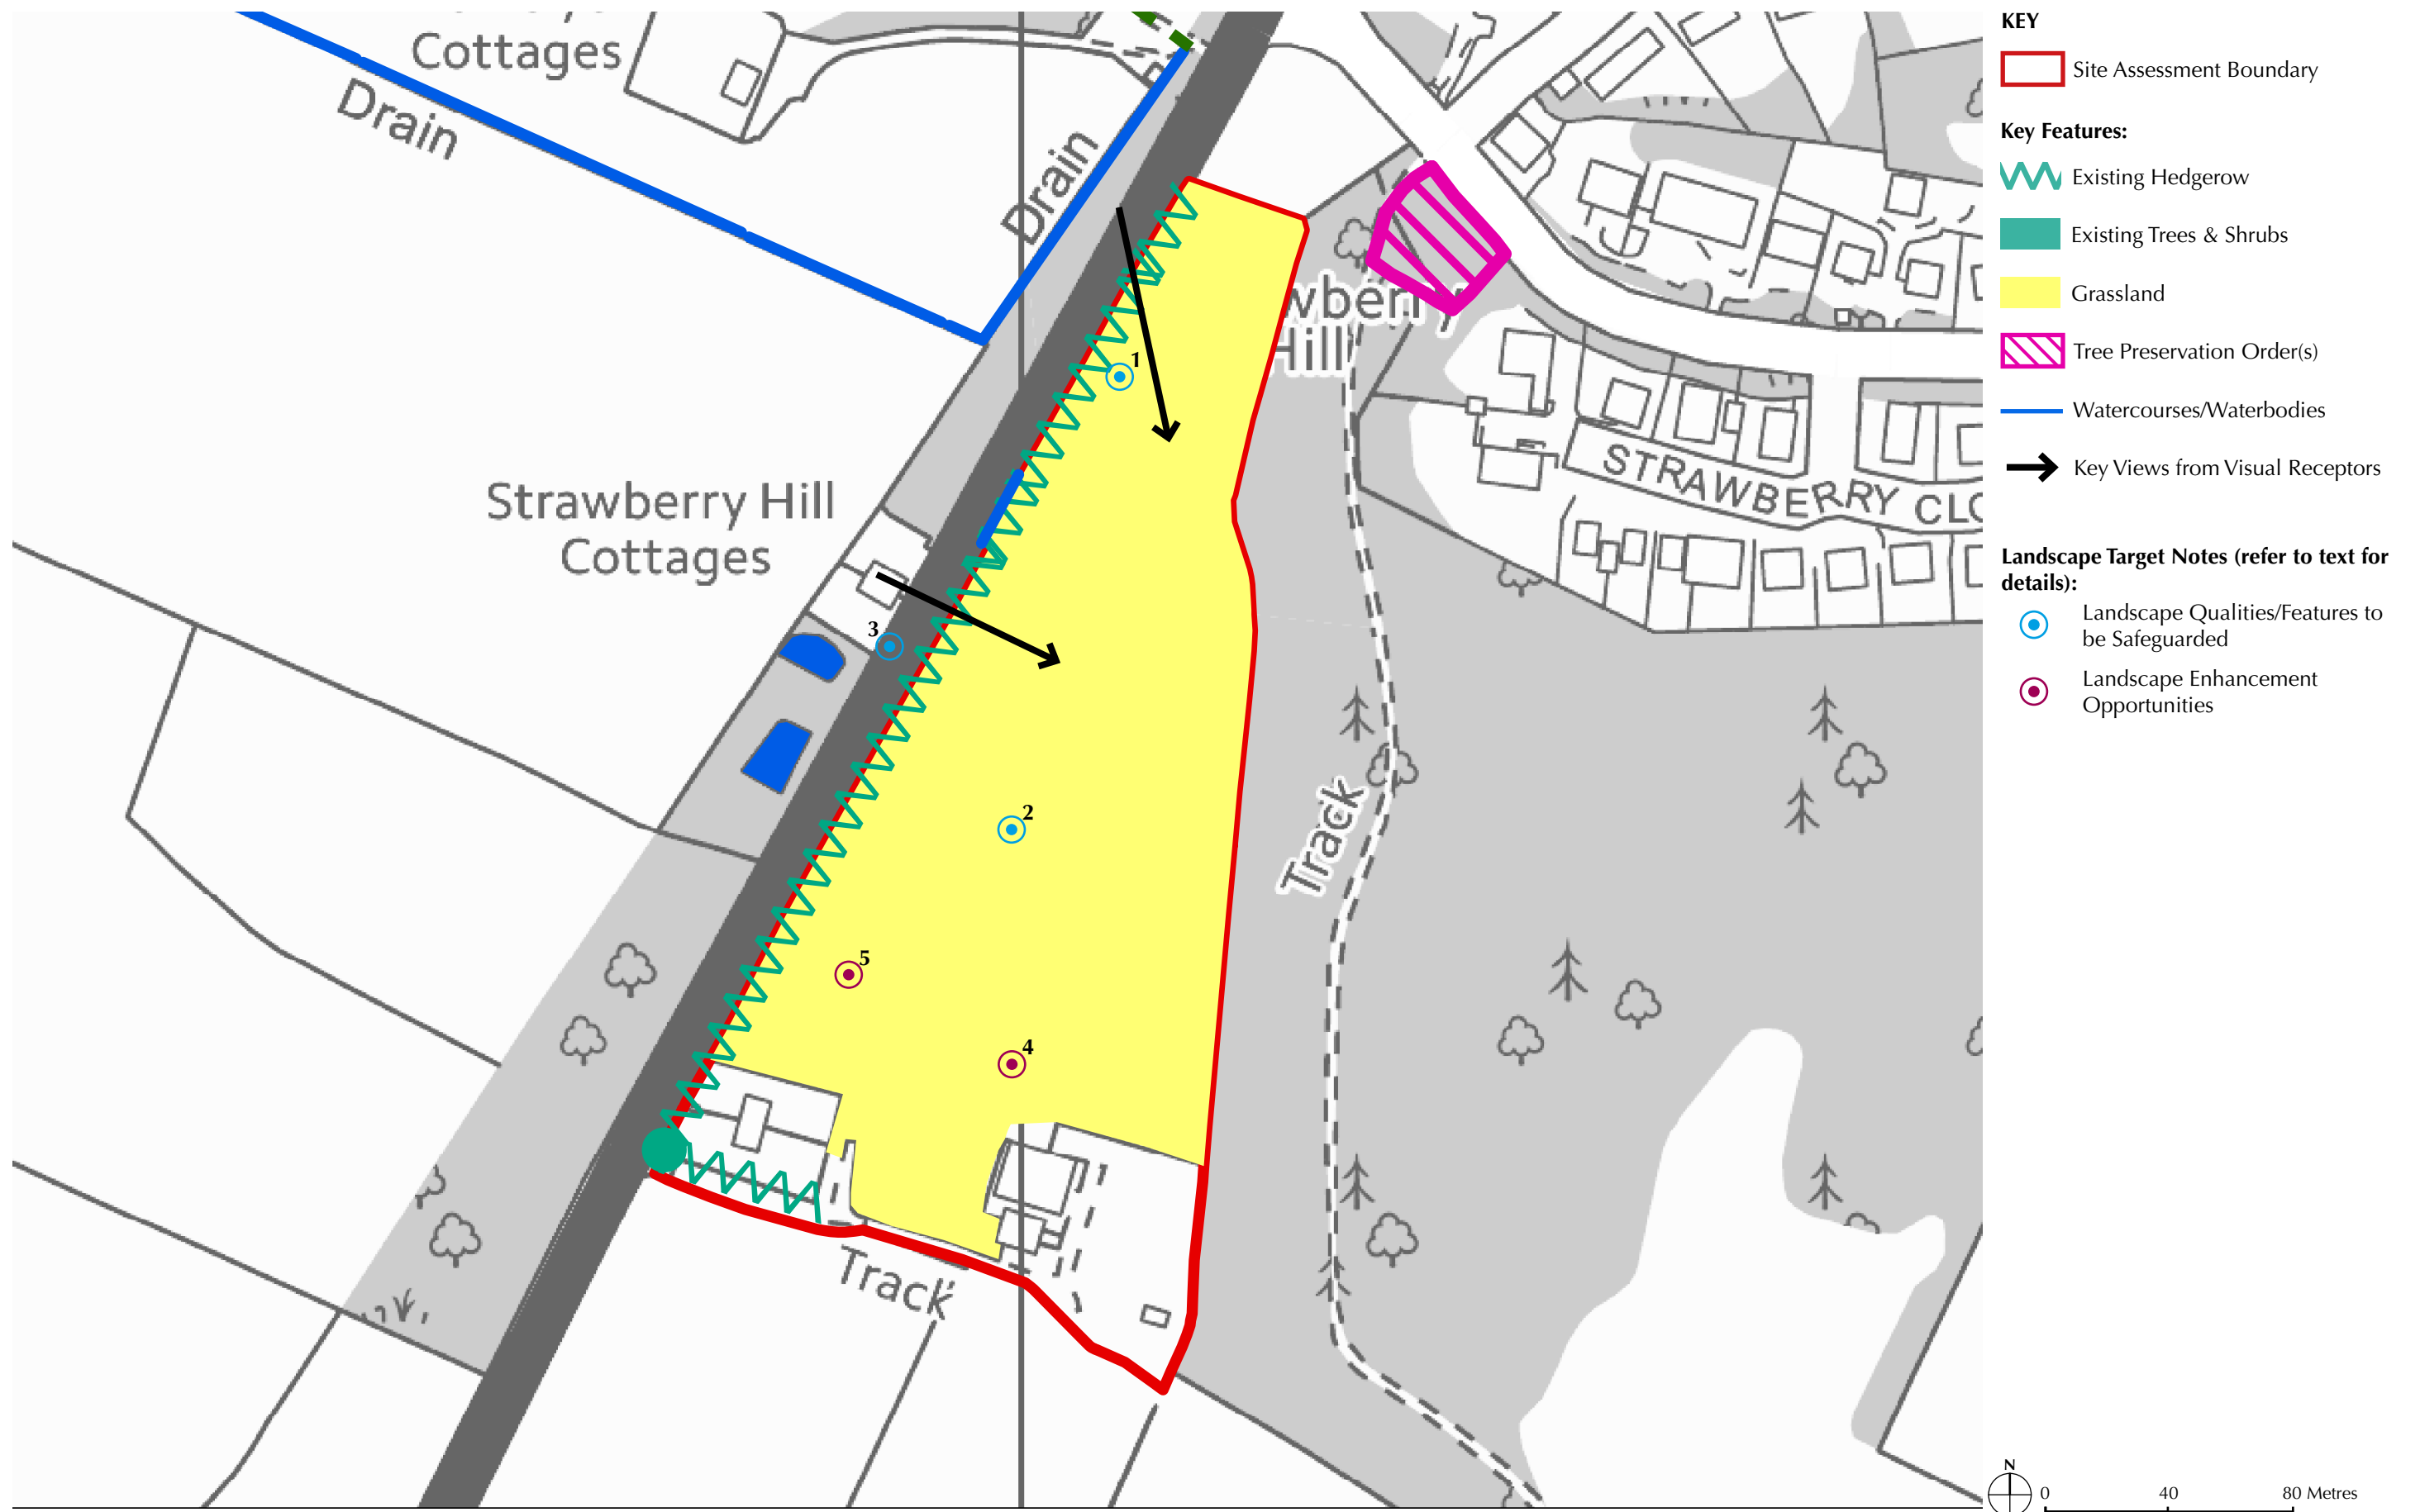 Cottages
Drain
Drain
Strawberry Hill
Cottages
wberry
Hill
STRAWBERRY CLO
Track
Track
1
3
2
5
4
KEY
Site Assessment Boundary
Key Features:
Existing Hedgerow
Existing Trees & Shrubs
Grassland
Tree Preservation Order(s)
Watercourses/Waterbodies
Key Views from Visual Receptors
Landscape Target Notes (refer to text for
details):
Landscape Qualities/Features to
be Safeguarded
Landscape Enhancement
Opportunities
N
0 40 80 Metres